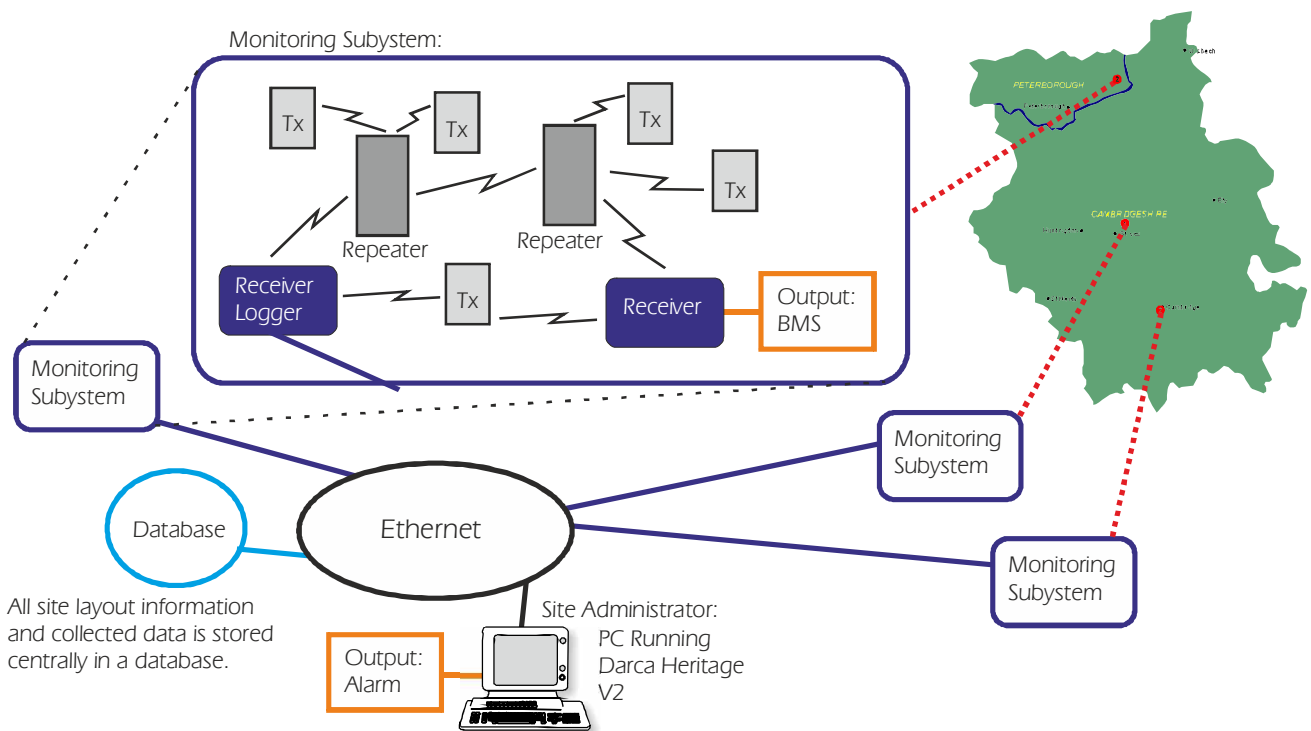 Monitoring Subystem:
Tx
Tx
Tx
Tx
Repeater
Repeater
Receiver
Logger
Tx
Receiver
Output:
BMS
PETERBOROUGH
CAMBRIDGESHIRE
Monitoring
Subystem
Monitoring
Subystem
Monitoring
Subystem
Database
Ethernet
All site layout information
and collected data is stored
centrally in a database.
Site Administrator:
PC Running
Darca Heritage
V2
Output:
Alarm